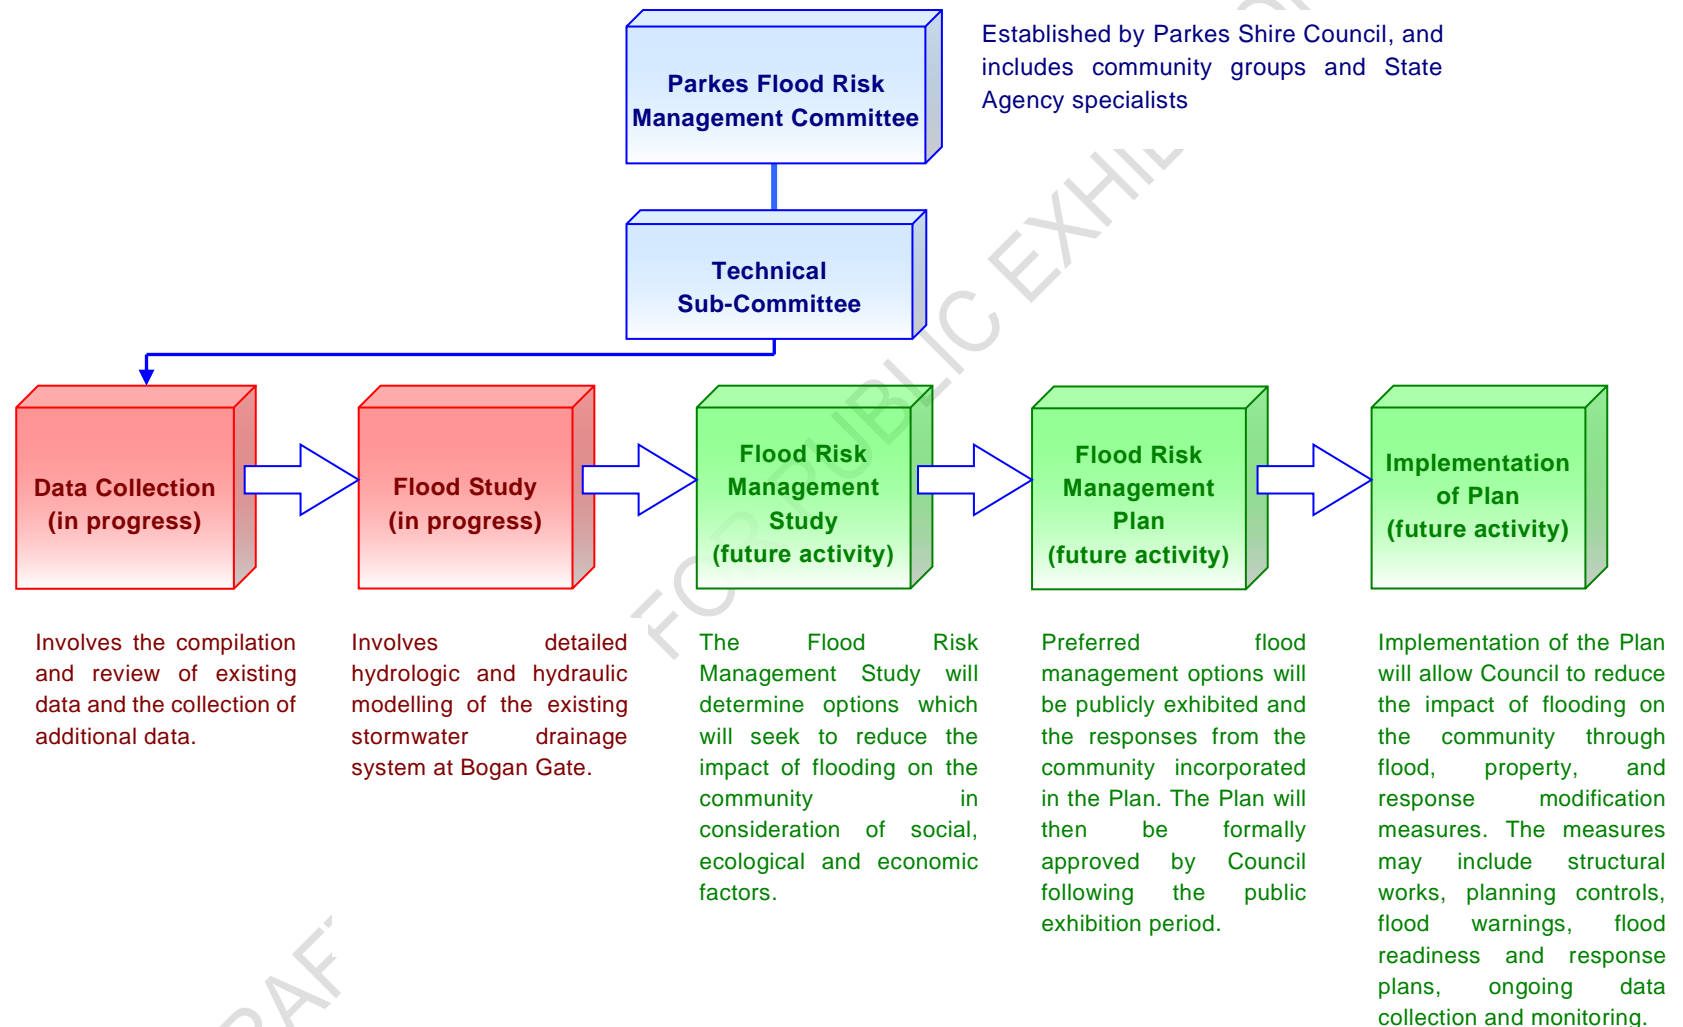 Parkes Flood Risk
Management Committee
Established by Parkes Shire Council, and
includes community groups and State
Agency specialists
Technical
Sub-Committee
Data Collection
(in progress)
Flood Study
(in progress)
Flood Risk
Management
Study
(future activity)
Flood Risk
Management
Plan
(future activity)
Implementation
of Plan
(future activity)
Involves the compilation
and review of existing
data and the collection of
additional data.
Involves detailed
hydrologic and hydraulic
modelling of the existing
stormwater drainage
system at Bogan Gate.
The Flood Risk
Management Study will
determine options which
will seek to reduce the
impact of flooding on the
community in
consideration of social,
ecological and economic
factors.
Preferred flood
management options will
be publicly exhibited and
the responses from the
community incorporated
in the Plan. The Plan will
then be formally
approved by Council
following the public
exhibition period.
Implementation of the Plan
will allow Council to reduce
the impact of flooding on
the community through
flood, property, and
response modification
measures. The measures
may include structural
works, planning controls,
flood warnings, flood
readiness and response
plans, ongoing data
collection and monitoring.
FOR PUBLIC